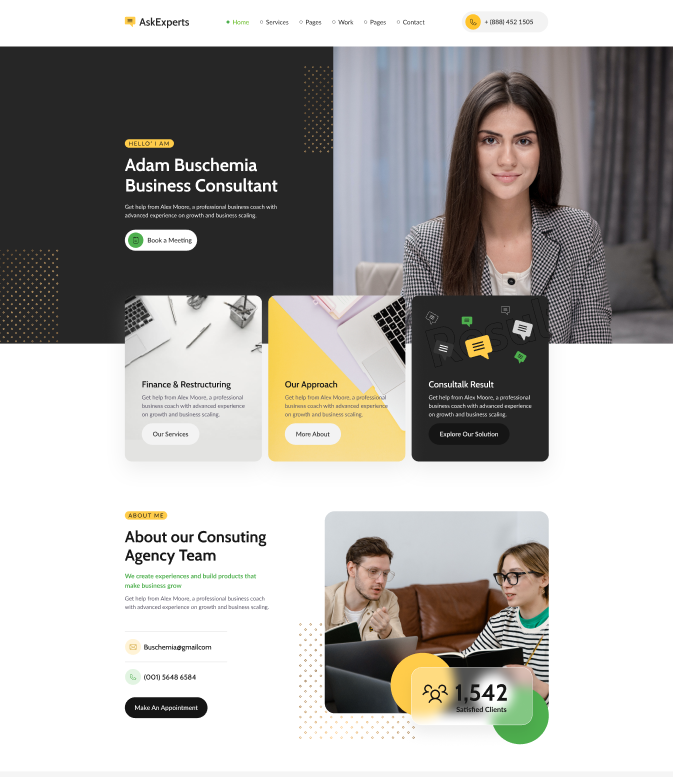 AskExperts
Home Services Pages Work Pages Contact
+ (888) 452 1505
HELLO' I AM
Adam Buschemia
Business Consultant
Get help from Alex Moore, a professional business coach with
advanced experience on growth and business scaling.
Book a Meeting
Finance & Restructuring
Get help from Alex Moore, a professional
business coach with advanced experience
on growth and business scaling.
Our Services
Our Approach
Get help from Alex Moore, a professional
business coach with advanced experience
on growth and business scaling.
More About
Result
Consultalk Result
Get help from Alex Moore, a professional
business coach with advanced experience
on growth and business scaling.
Explore Our Solution
ABOUT ME
About our Consuting
Agency Team
We create experiences and build products that
make business grow
Get help from Alex Moore, a professional business coach
with advanced experience on growth and business scaling.
Buschemia@gmailcom
(001) 5648 6584
Make An Appointment
1,542
Satisfied Clients